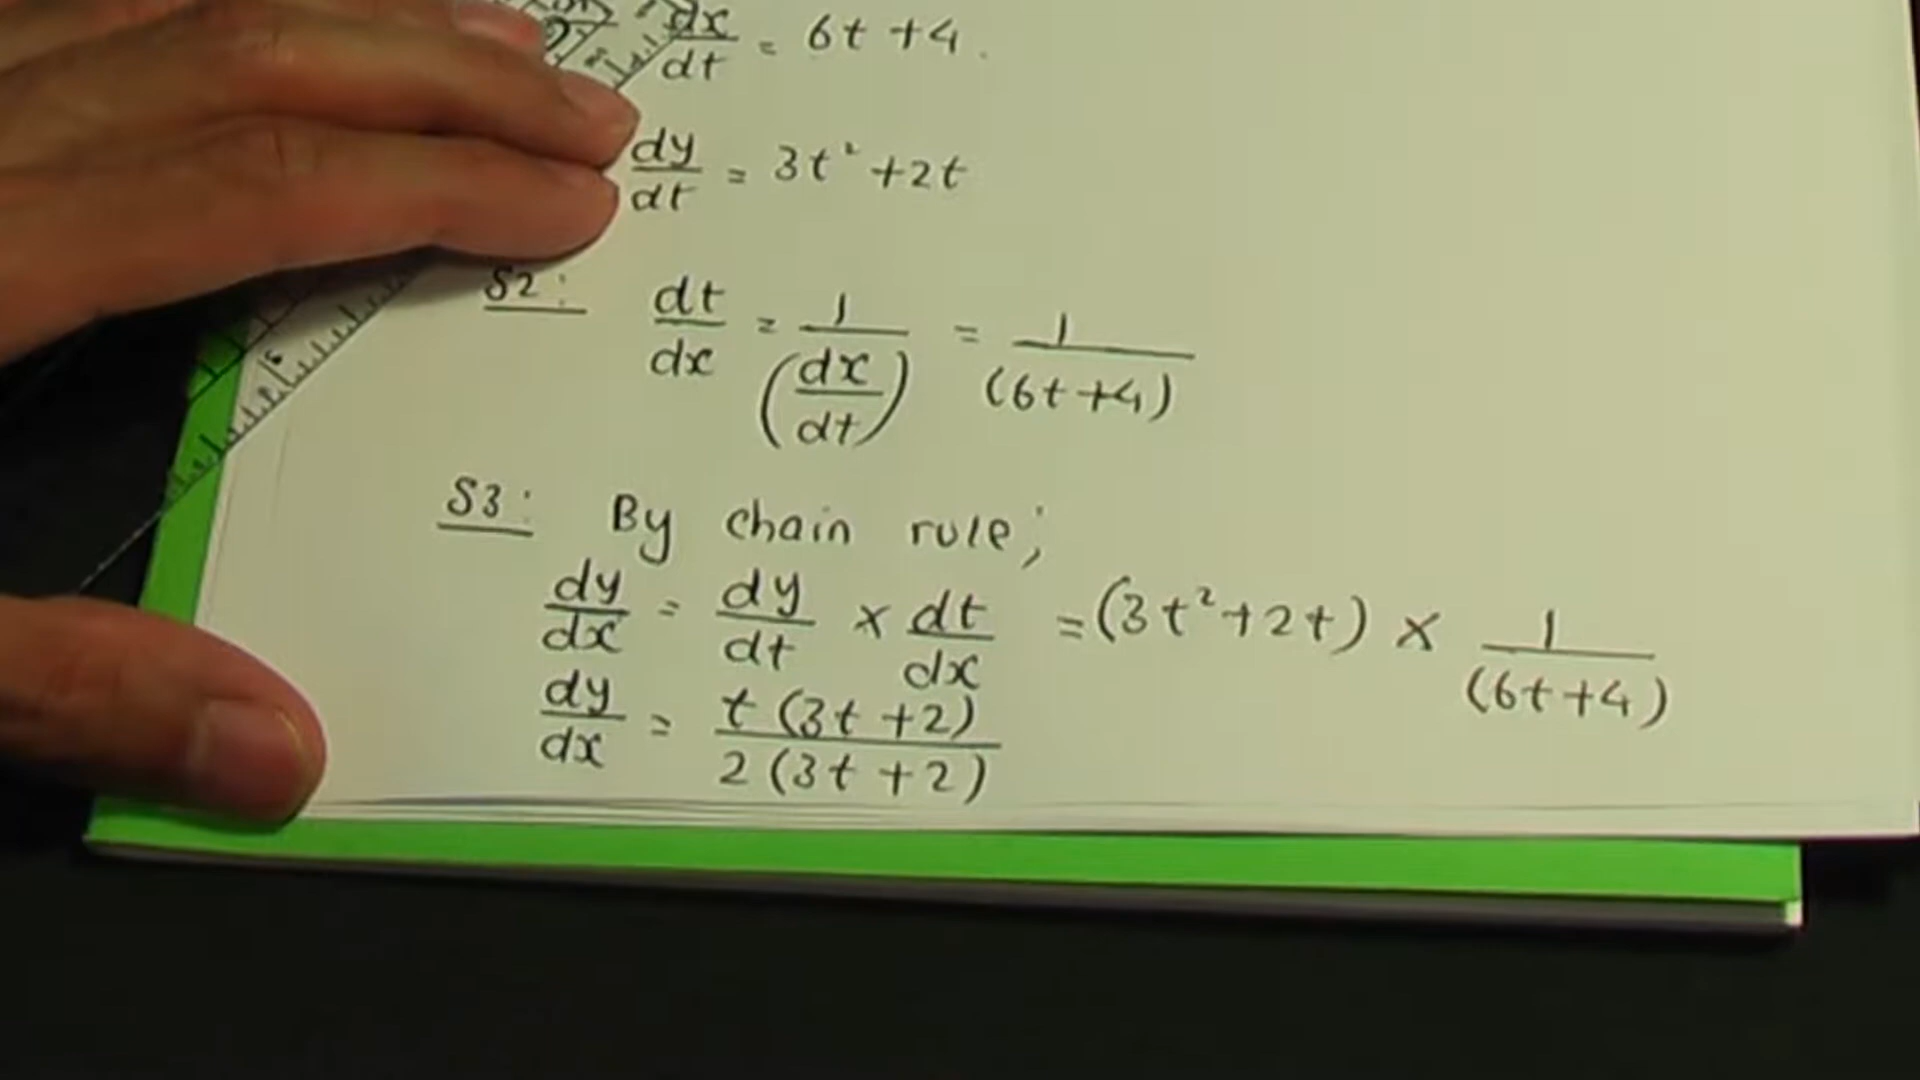 dx/dt = 6t + 4.
dy/dt = 3t² + 2t
S2: dt/dx = 1/(dx/dt) = 1/(6t+4)
S3: By chain rule;
dy/dx = dy/dt × dt/dx = (3t² + 2t) × 1/(6t+4)
dy/dx = t(3t+2)/2(3t+2)